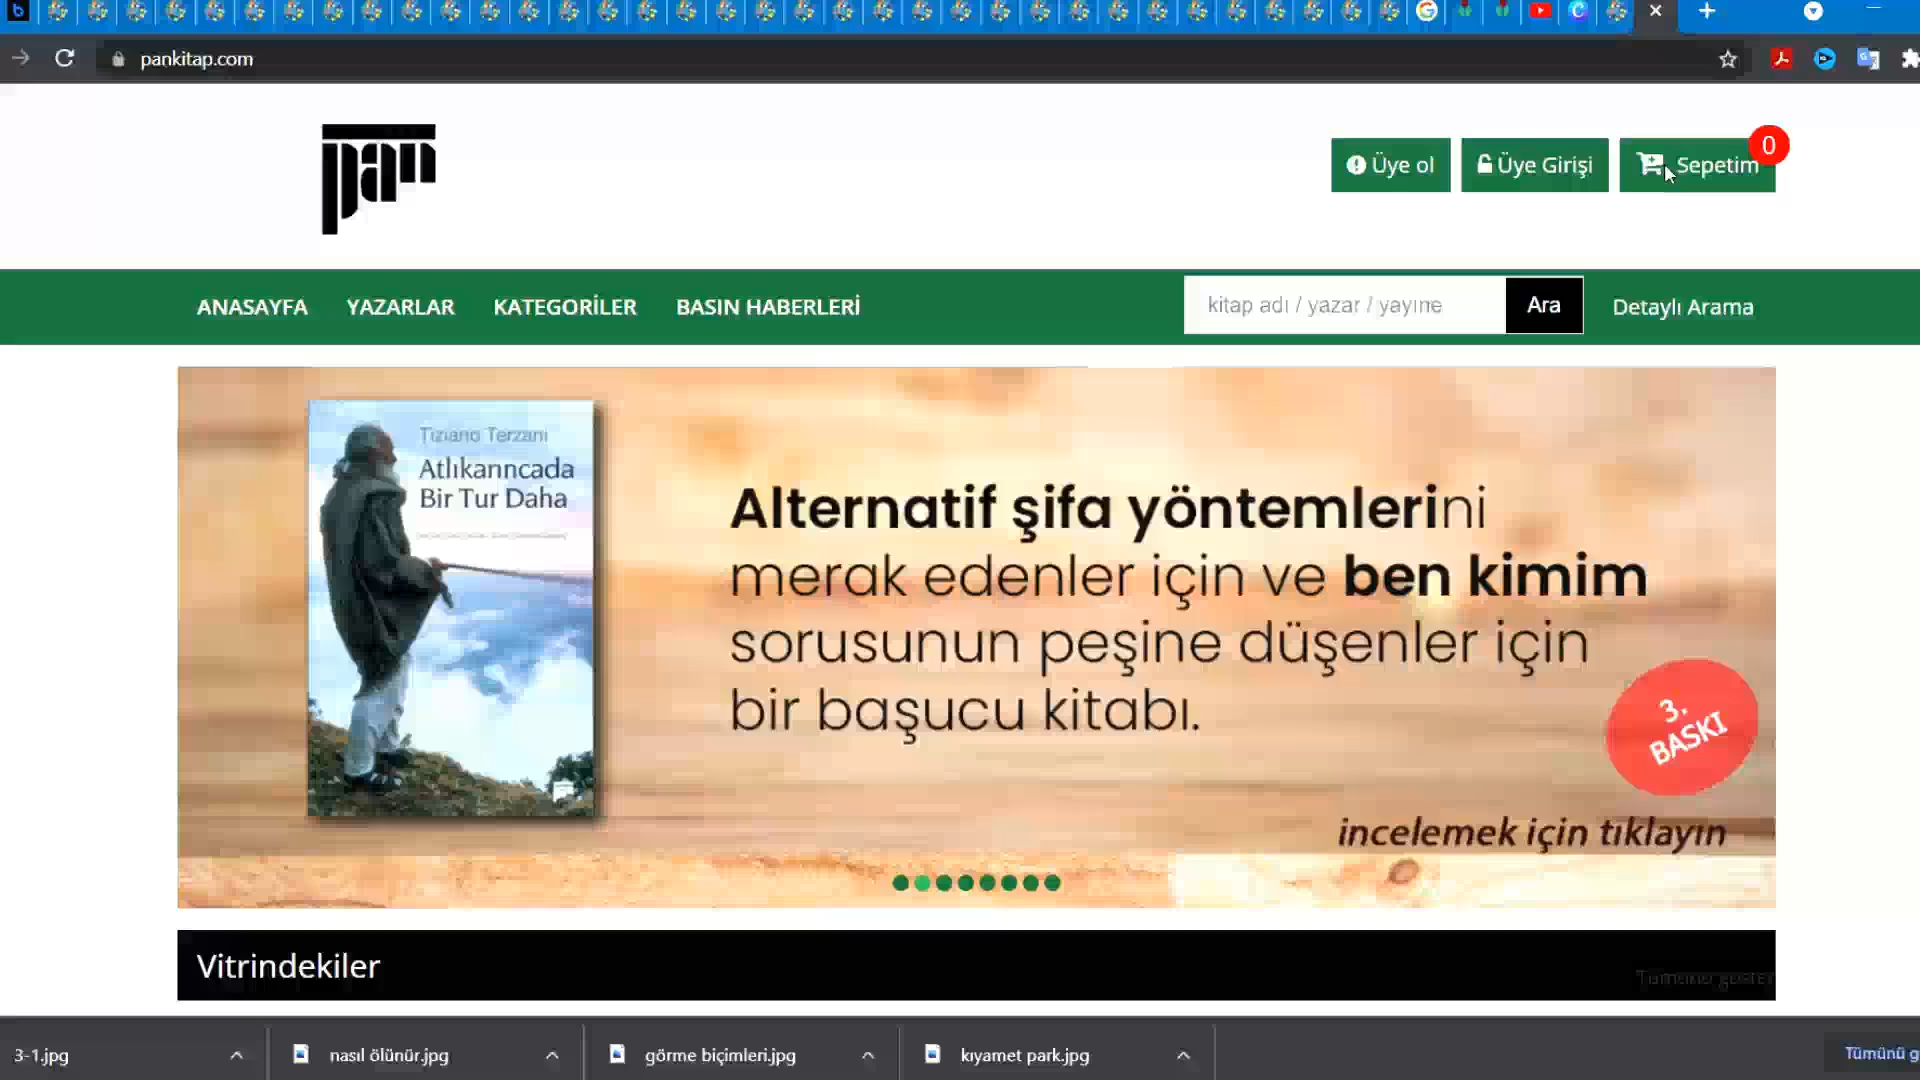 pankitap.com
pan
Üye ol
Üye Girişi
Sepetim
0
ANASAYFA
YAZARLAR
KATEGORİLER
BASIN HABERLERİ
kitap adı / yazar / yayıne
Ara
Detaylı Arama
Tiziano Terzani
Atlıkarıncada
Bir Tur Daha
Alternatif şifa yöntemlerini
merak edenler için ve ben kimim
sorusunun peşine düşenler için
bir başucu kitabı.
3.
BASKI
incelemek için tıklayın
Vitrindekiler
3-1.jpg
nasıl ölünür.jpg
görme biçimleri.jpg
kıyamet park.jpg
Tümünü g